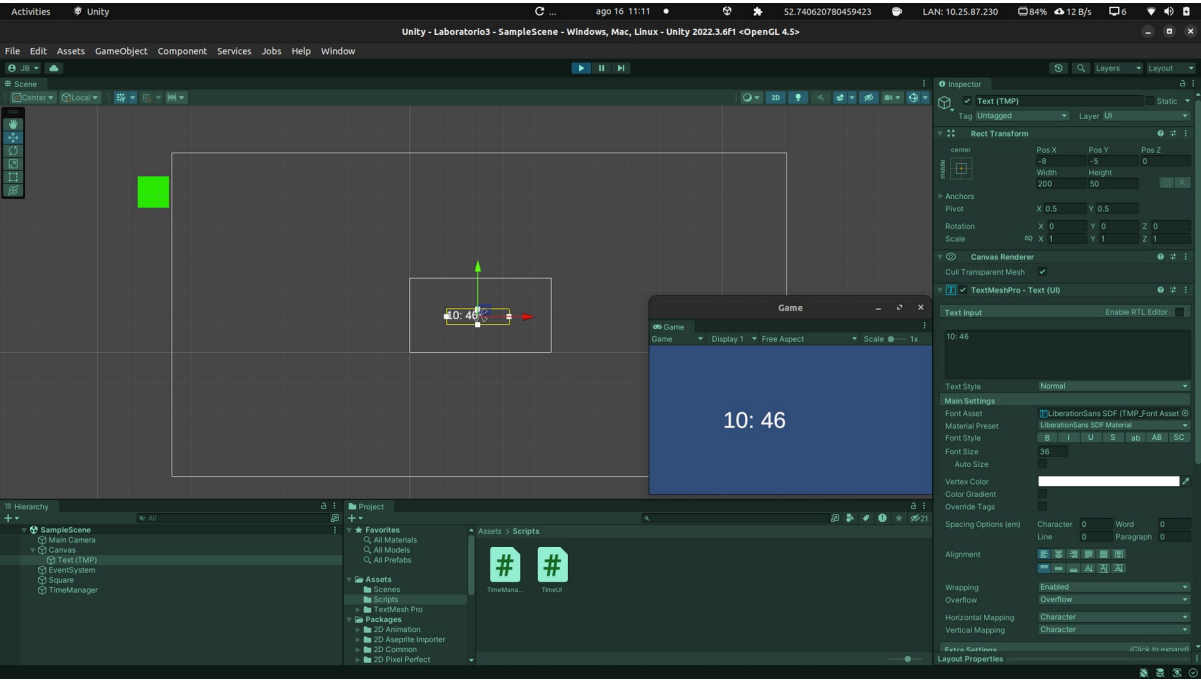 Activities Unity C ... ago 16 11:11 52.740620780459423 LAN: 10.25.87.230 84% 12 B/s 6
Unity - Laboratorio3 - SampleScene - Windows, Mac, Linux - Unity 2022.3.6f1 <OpenGL 4.5>
File Edit Assets GameObject Component Services Jobs Help Window
JB Layers Layout
Scene
Center Local 2D
10: 46
Game
Game
Game Display 1 Free Aspect Scale 1x
10: 46
Inspector
Text (TMP) Static
Tag Untagged Layer UI
Rect Transform
center Pos X Pos Y Pos Z
middle -8 -5 0
Width Height
200 50 R
Anchors
Pivot X 0.5 Y 0.5
Rotation X 0 Y 0 Z 0
Scale X 1 Y 1 Z 1
Canvas Renderer
Cull Transparent Mesh
TextMeshPro - Text (UI)
Text Input Enable RTL Editor
10: 46
Text Style Normal
Main Settings
Font Asset LiberationSans SDF (TMP_Font Asset
Material Preset LiberationSans SDF Material
Font Style B I U S ab AB SC
Font Size 36
Auto Size
Vertex Color
Color Gradient
Override Tags
Spacing Options (em) Character 0 Word 0
Line 0 Paragraph 0
Alignment
Wrapping Enabled
Overflow Overflow
Horizontal Mapping Character
Vertical Mapping Character
Extra Settings (Click to expand)
Layout Properties
Hierarchy
All
SampleScene
Main Camera
Canvas
Text (TMP)
EventSystem
Square
TimeManager
Project
21
Favorites
All Materials
All Models
All Prefabs
Assets
Scenes
Scripts
TextMesh Pro
Packages
2D Animation
2D Aseprite Importer
2D Common
2D Pixel Perfect
Assets > Scripts
# #
TimeMana... TimeUI